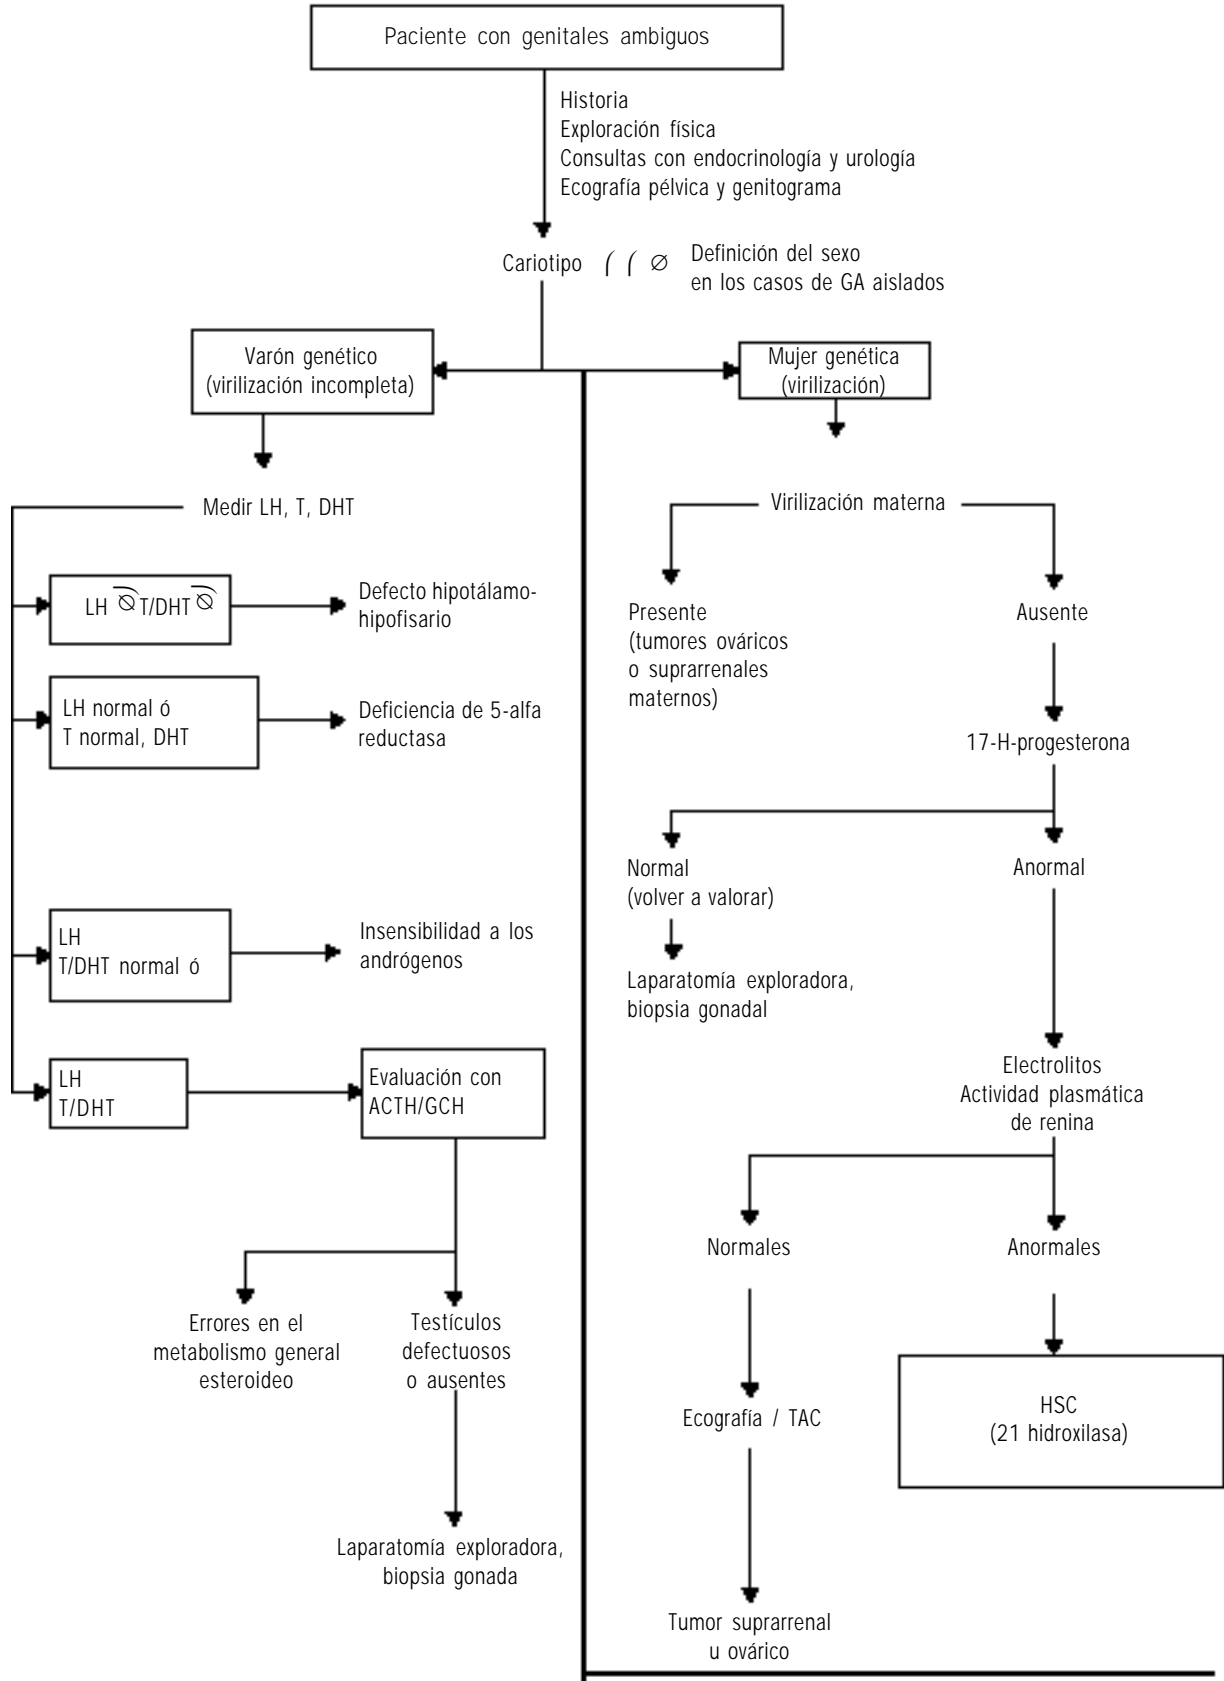 Paciente con genitales ambiguos
Historia
Exploración física
Consultas con endocrinología y urología
Ecografía pélvica y genitograma
Cariotipo ⌠ ⌠ ∅ Definición del sexo
en los casos de GA aislados
Varón genético
(virilización incompleta)
Medir LH, T, DHT
LH ∅ T/DHT ∅
Defecto hipotálamo-
hipofisario
LH normal ó
T normal, DHT
Deficiencia de 5-alfa
reductasa
LH
T/DHT normal ó
Insensibilidad a los
andrógenos
LH
T/DHT
Evaluación con
ACTH/GCH
Errores en el
metabolismo general
esteroideo
Testículos
defectuosos
o ausentes
Laparatomía exploradora,
biopsia gonada
Mujer genética
(virilización)
Virilización materna
Presente
(tumores ováricos
o suprarrenales
maternos)
Ausente
17-H-progesterona
Normal
(volver a valorar)
Laparatomía exploradora,
biopsia gonadal
Anormal
Electrolitos
Actividad plasmática
de renina
Normales
Ecografía / TAC
Tumor suprarrenal
u ovárico
Anormales
HSC
(21 hidroxilasa)